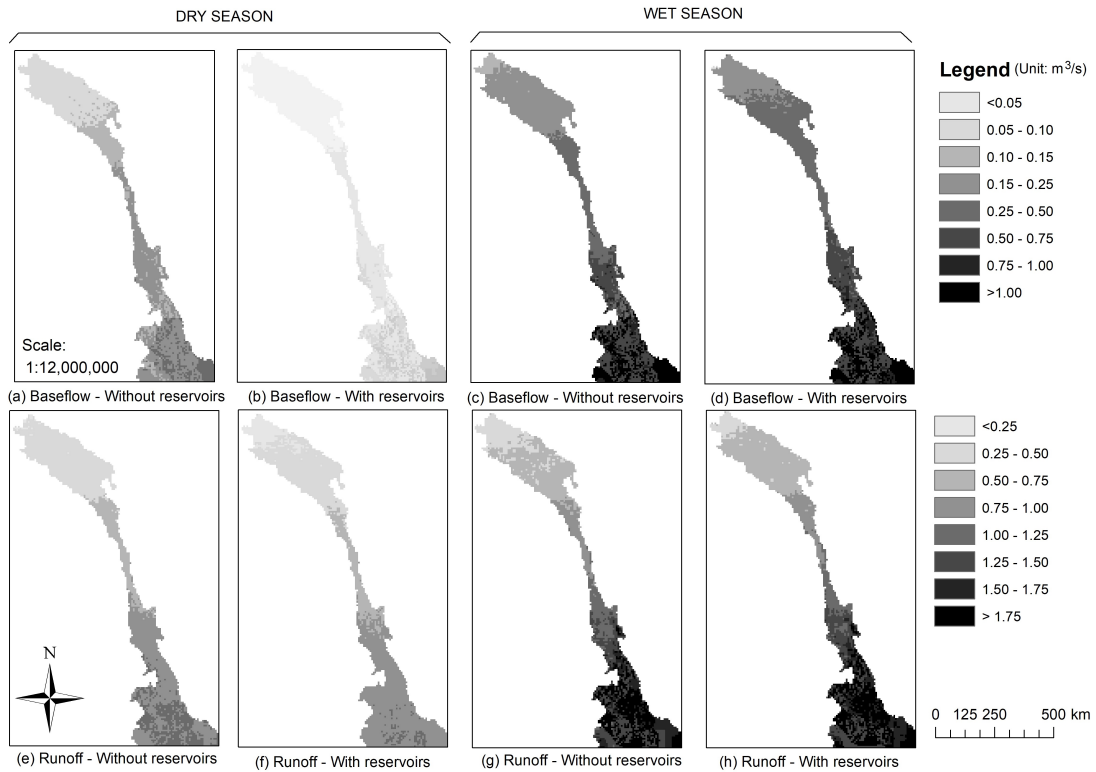 DRY SEASON
WET SEASON
Legend (Unit: m³/s)
<0.05
0.05 - 0.10
0.10 - 0.15
0.15 - 0.25
0.25 - 0.50
0.50 - 0.75
0.75 - 1.00
>1.00
Scale:
1:12,000,000
(a) Baseflow - Without reservoirs
(b) Baseflow - With reservoirs
(c) Baseflow - Without reservoirs
(d) Baseflow - With reservoirs
<0.25
0.25 - 0.50
0.50 - 0.75
0.75 - 1.00
1.00 - 1.25
1.25 - 1.50
1.50 - 1.75
> 1.75
N
0 125 250 500 km
(e) Runoff - Without reservoirs
(f) Runoff - With reservoirs
(g) Runoff - Without reservoirs
(h) Runoff - With reservoirs